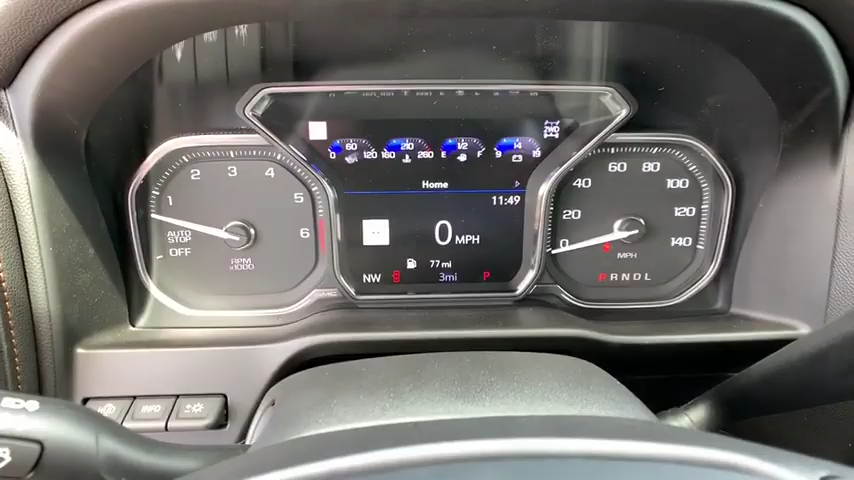 2WD
60
0 120
210
160 260
1/2
E F
14
9 19
Home
11:49
0 MPH
77 mi
NW 3mi P
1 2 3 4 5 6
AUTO
STOP
OFF
RPM
x1000
GMC
0 20 40 60 80 100 120 140
MPH
PRNDL
INFO